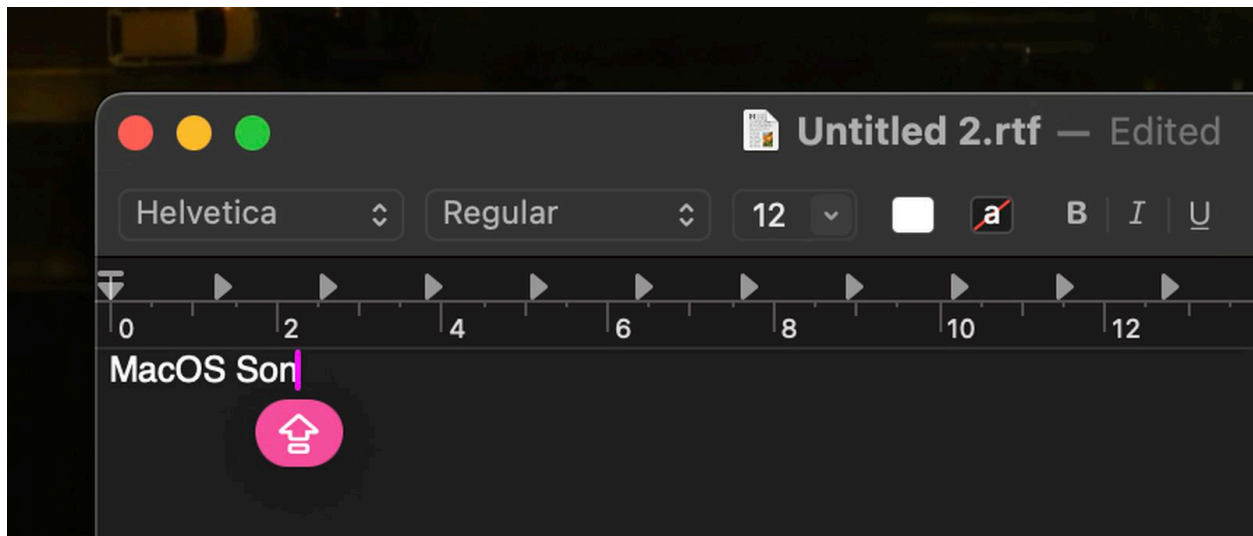 Untitled 2.rtf — Edited
Helvetica Regular 12 a B I U
0 2 4 6 8 10 12
MacOS Son